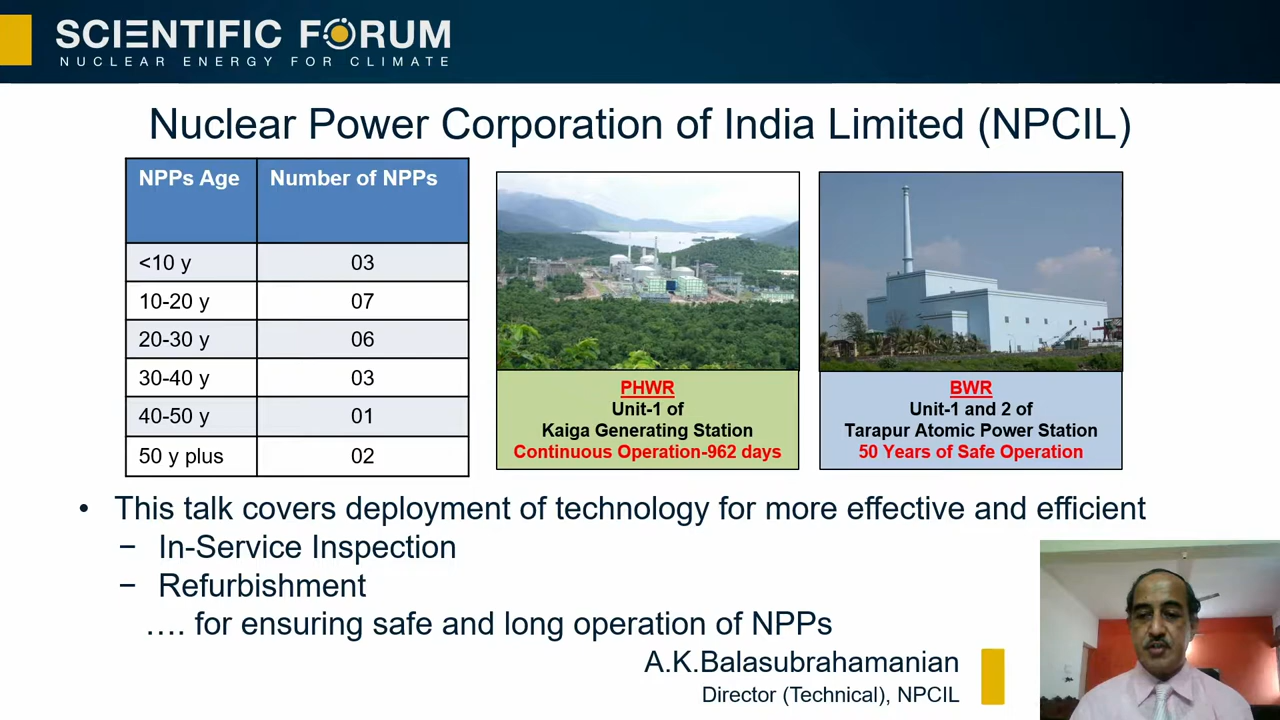 SCIENTIFIC FORUM
NUCLEAR ENERGY FOR CLIMATE
Nuclear Power Corporation of India Limited (NPCIL)
NPPs Age Number of NPPs
<10 y 03
10-20 y 07
20-30 y 06
30-40 y 03
40-50 y 01
50 y plus 02
PHWR
Unit-1 of
Kaiga Generating Station
Continuous Operation-962 days
BWR
Unit-1 and 2 of
Tarapur Atomic Power Station
50 Years of Safe Operation
• This talk covers deployment of technology for more effective and efficient
− In-Service Inspection
− Refurbishment
…. for ensuring safe and long operation of NPPs
A.K.Balasubrahamanian
Director (Technical), NPCIL